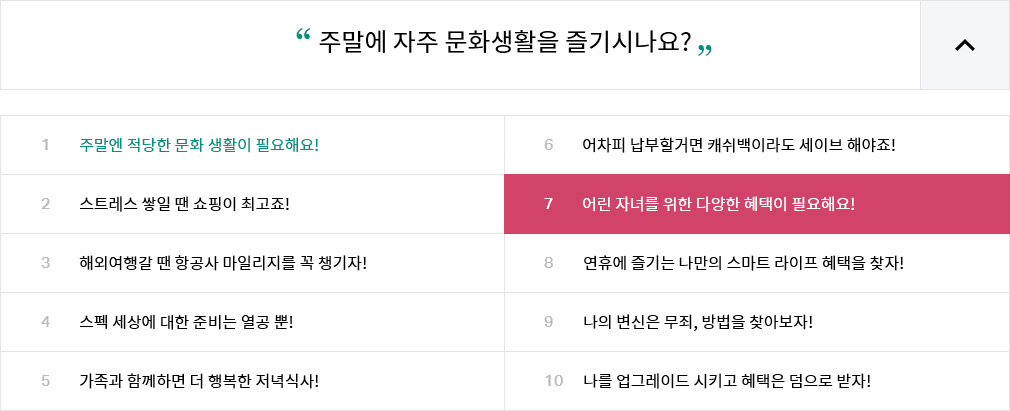 “ 주말에 자주 문화생활을 즐기시나요? ”
1 주말엔 적당한 문화 생활이 필요해요!
2 스트레스 쌓일 땐 쇼핑이 최고죠!
3 해외여행갈 땐 항공사 마일리지를 꼭 챙기자!
4 스펙 세상에 대한 준비는 열공 뿐!
5 가족과 함께하면 더 행복한 저녁식사!
6 어차피 납부할거면 캐쉬백이라도 세이브 해야죠!
7 어린 자녀를 위한 다양한 혜택이 필요해요!
8 연휴에 즐기는 나만의 스마트 라이프 혜택을 찾자!
9 나의 변신은 무죄, 방법을 찾아보자!
10 나를 업그레이드 시키고 혜택은 덤으로 받자!